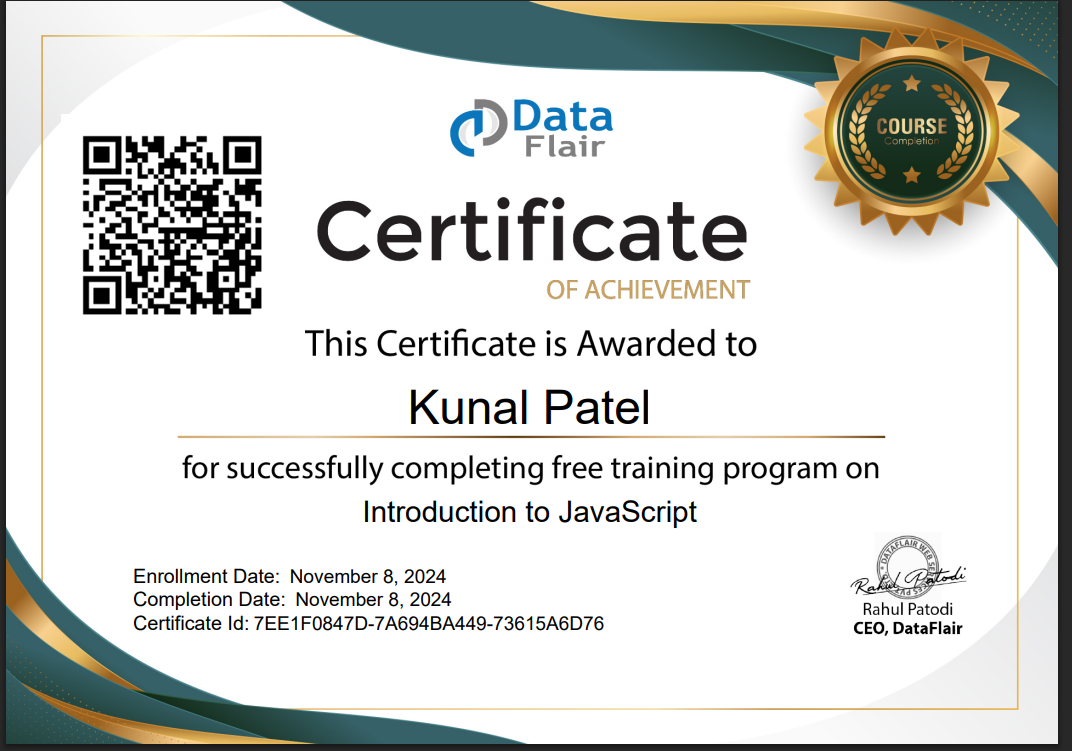 Data
Flair
COURSE
Completion
Certificate
OF ACHIEVEMENT
This Certificate is Awarded to
Kunal Patel
for successfully completing free training program on
Introduction to JavaScript
Enrollment Date: November 8, 2024
Completion Date: November 8, 2024
Certificate Id: 7EE1F0847D-7A694BA449-73615A6D76
DATAFLAIR WEB
Rahul Patodi
Rahul Patodi
CEO, DataFlair